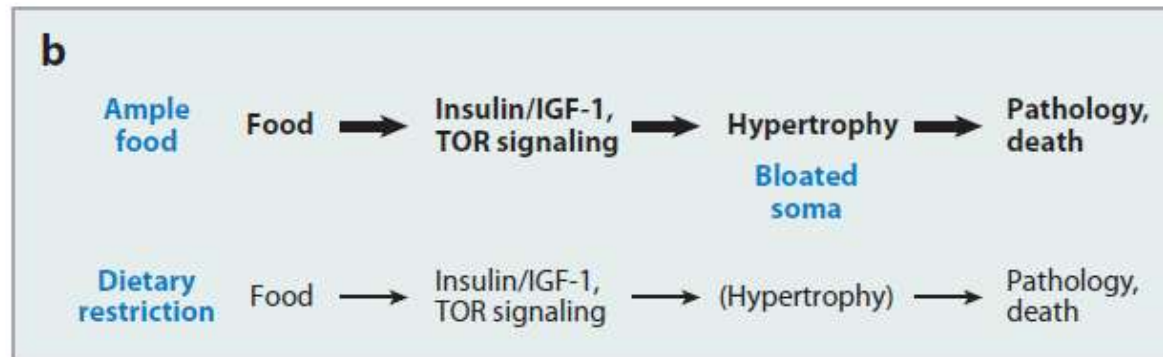 b
Ample
food
Food
Insulin/IGF-1,
TOR signaling
Hypertrophy
Bloated
soma
Pathology,
death
Dietary
restriction
Food
Insulin/IGF-1,
TOR signaling
(Hypertrophy)
Pathology,
death